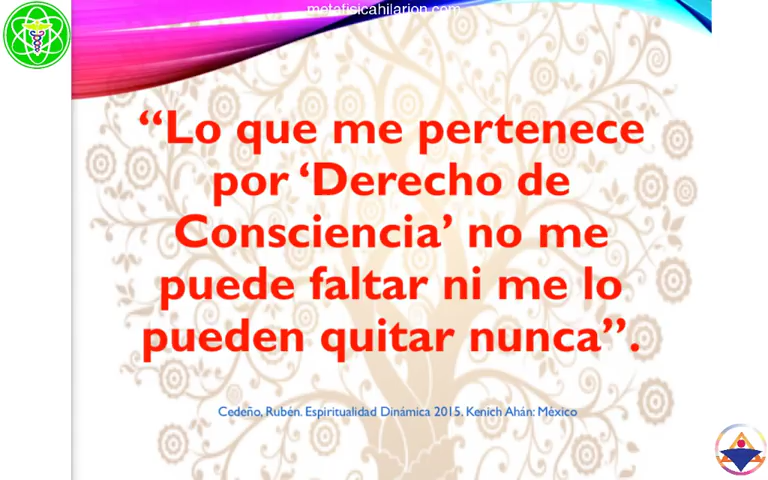 metafisicahilarion.com
“Lo que me pertenece
por ‘Derecho de
Consciencia’ no me
puede faltar ni me lo
pueden quitar nunca”.
Cedeño, Rubén. Espiritualidad Dinámica 2015. Kenich Ahán: México